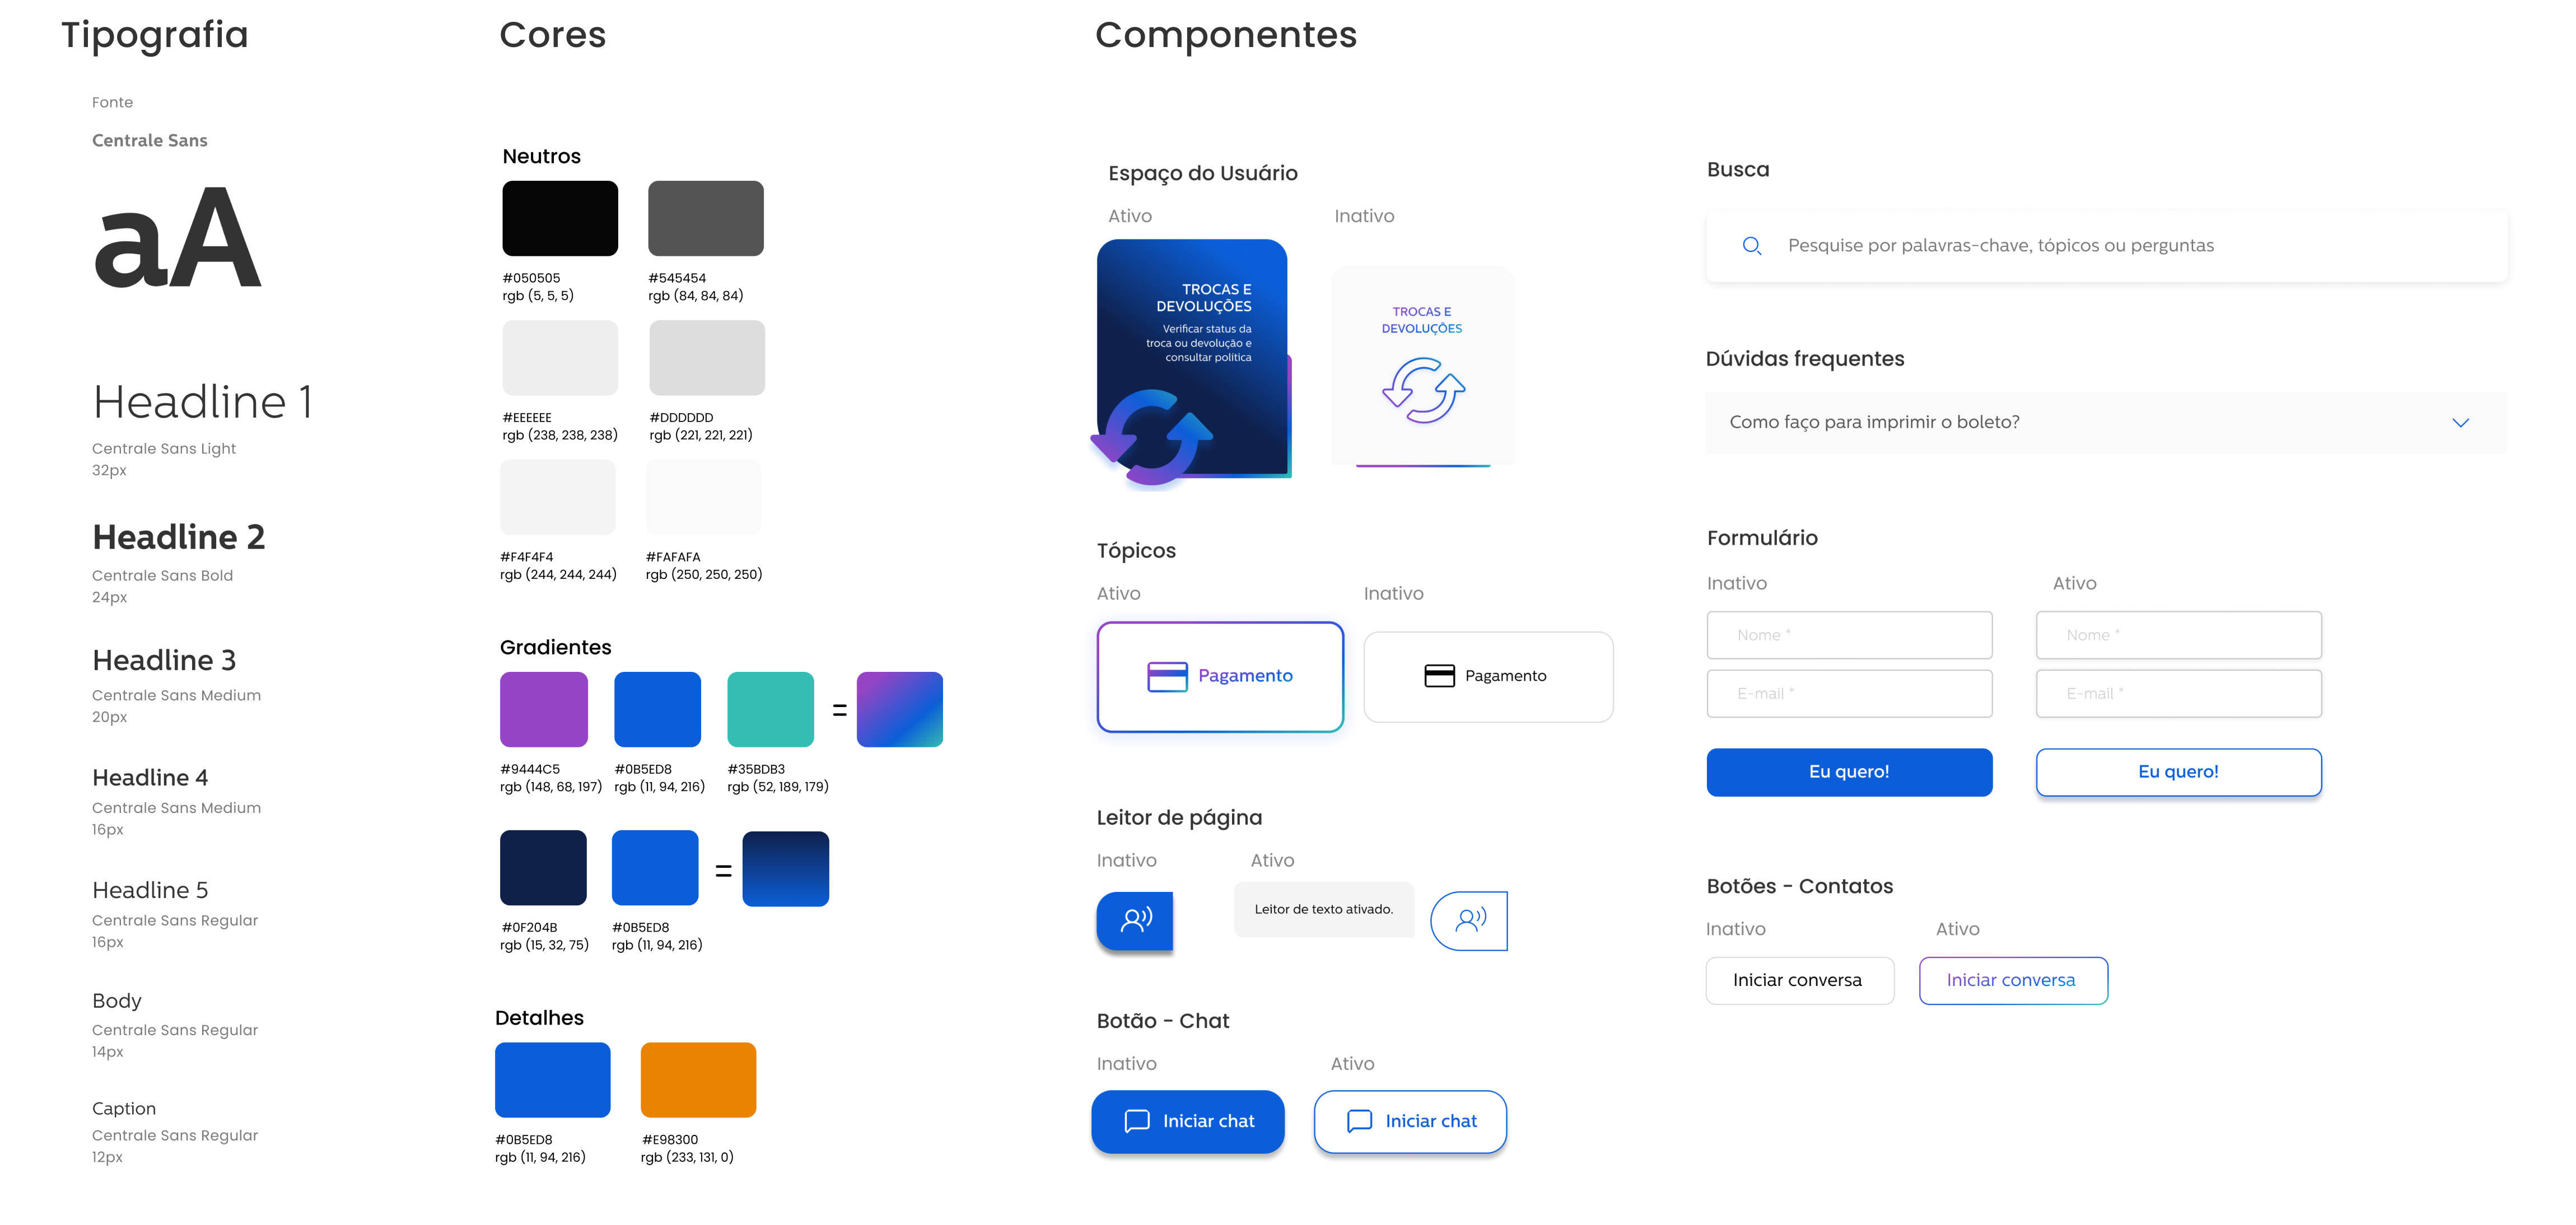 Tipografia
Fonte
Centrale Sans
aA
Headline 1
Centrale Sans Light
32px
Headline 2
Centrale Sans Bold
24px
Headline 3
Centrale Sans Medium
20px
Headline 4
Centrale Sans Medium
16px
Headline 5
Centrale Sans Regular
16px
Body
Centrale Sans Regular
14px
Caption
Centrale Sans Regular
12px
Cores
Neutros
#050505
rgb (5, 5, 5)
#545454
rgb (84, 84, 84)
#EEEEEE
rgb (238, 238, 238)
#DDDDDD
rgb (221, 221, 221)
#F4F4F4
rgb (244, 244, 244)
#FAFAFA
rgb (250, 250, 250)
Gradientes
#9444C5
rgb (148, 68, 197)
#0B5ED8
rgb (11, 94, 216)
#35BDB3
rgb (52, 189, 179)
=
#0F204B
rgb (15, 32, 75)
#0B5ED8
rgb (11, 94, 216)
=
Detalhes
#0B5ED8
rgb (11, 94, 216)
#E98300
rgb (233, 131, 0)
Componentes
Espaço do Usuário
Ativo
TROCAS E
DEVOLUÇÕES
Verificar status da
troca ou devolução e
consultar política
Inativo
TROCAS E
DEVOLUÇÕES
Tópicos
Ativo
Pagamento
Inativo
Pagamento
Leitor de página
Inativo
Ativo
Leitor de texto ativado.
Botão - Chat
Inativo
Iniciar chat
Ativo
Iniciar chat
Busca
Pesquise por palavras-chave, tópicos ou perguntas
Dúvidas frequentes
Como faço para imprimir o boleto?
Formulário
Inativo
Nome *
E-mail *
Eu quero!
Ativo
Nome *
E-mail *
Eu quero!
Botões - Contatos
Inativo
Iniciar conversa
Ativo
Iniciar conversa